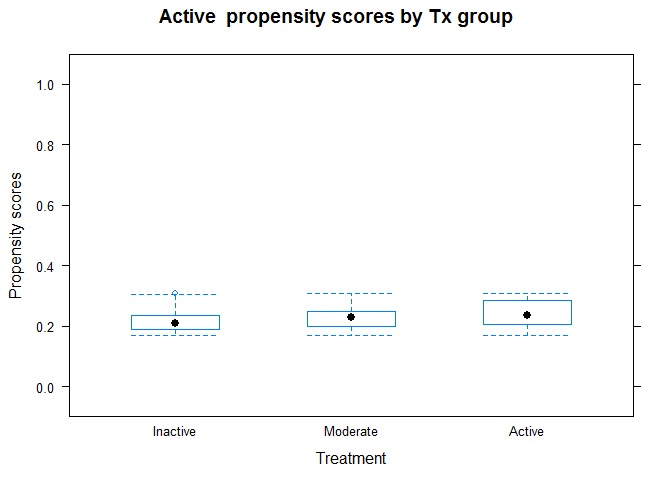 Active  propensity scores by Tx group
Propensity scores
1.0
0.8
0.6
0.4
0.2
0.0
Inactive
Moderate
Active
Treatment